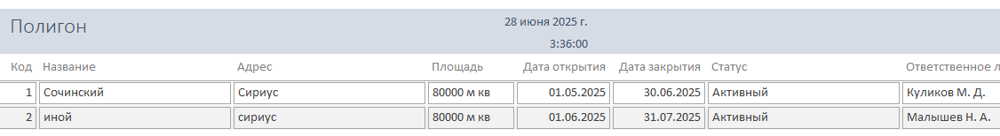 Полигон
28 июня 2025 г.
3:36:00
Код Название Адрес Площадь Дата открытия Дата закрытия Статус Ответственное л
1 Сочинский Сириус 80000 м кв 01.05.2025 30.06.2025 Активный Куликов М. Д.
2 иной сириус 80000 м кв 01.06.2025 31.07.2025 Активный Малышев Н. А.